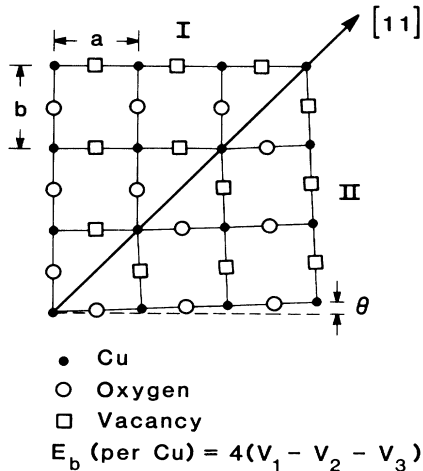 I
[11]
a
b
II
θ
Cu
Oxygen
Vacancy
E_b (per Cu) = 4(V_1 - V_2 - V_3)